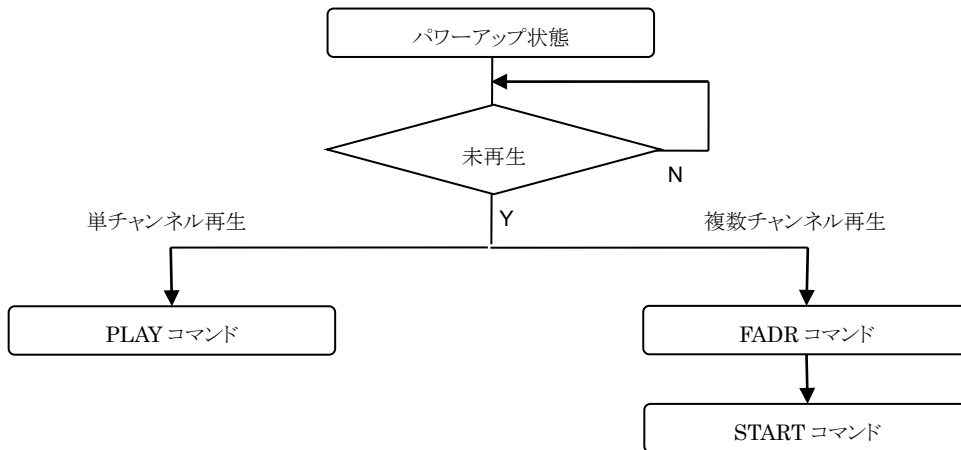 パワーアップ状態
未再生
N
Y
単チャンネル再生
複数チャンネル再生
PLAY コマンド
FADR コマンド
START コマンド